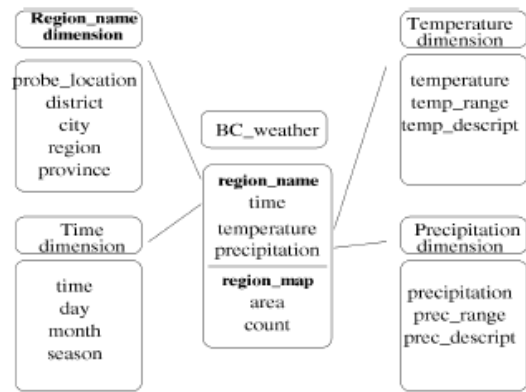 Region_name
dimension
probe_location
district
city
region
province
Time
dimension
time
day
month
season
BC_weather
region_name
time
temperature
precipitation
region_map
area
count
Temperature
dimension
temperature
temp_range
temp_descript
Precipitation
dimension
precipitation
prec_range
prec_descript